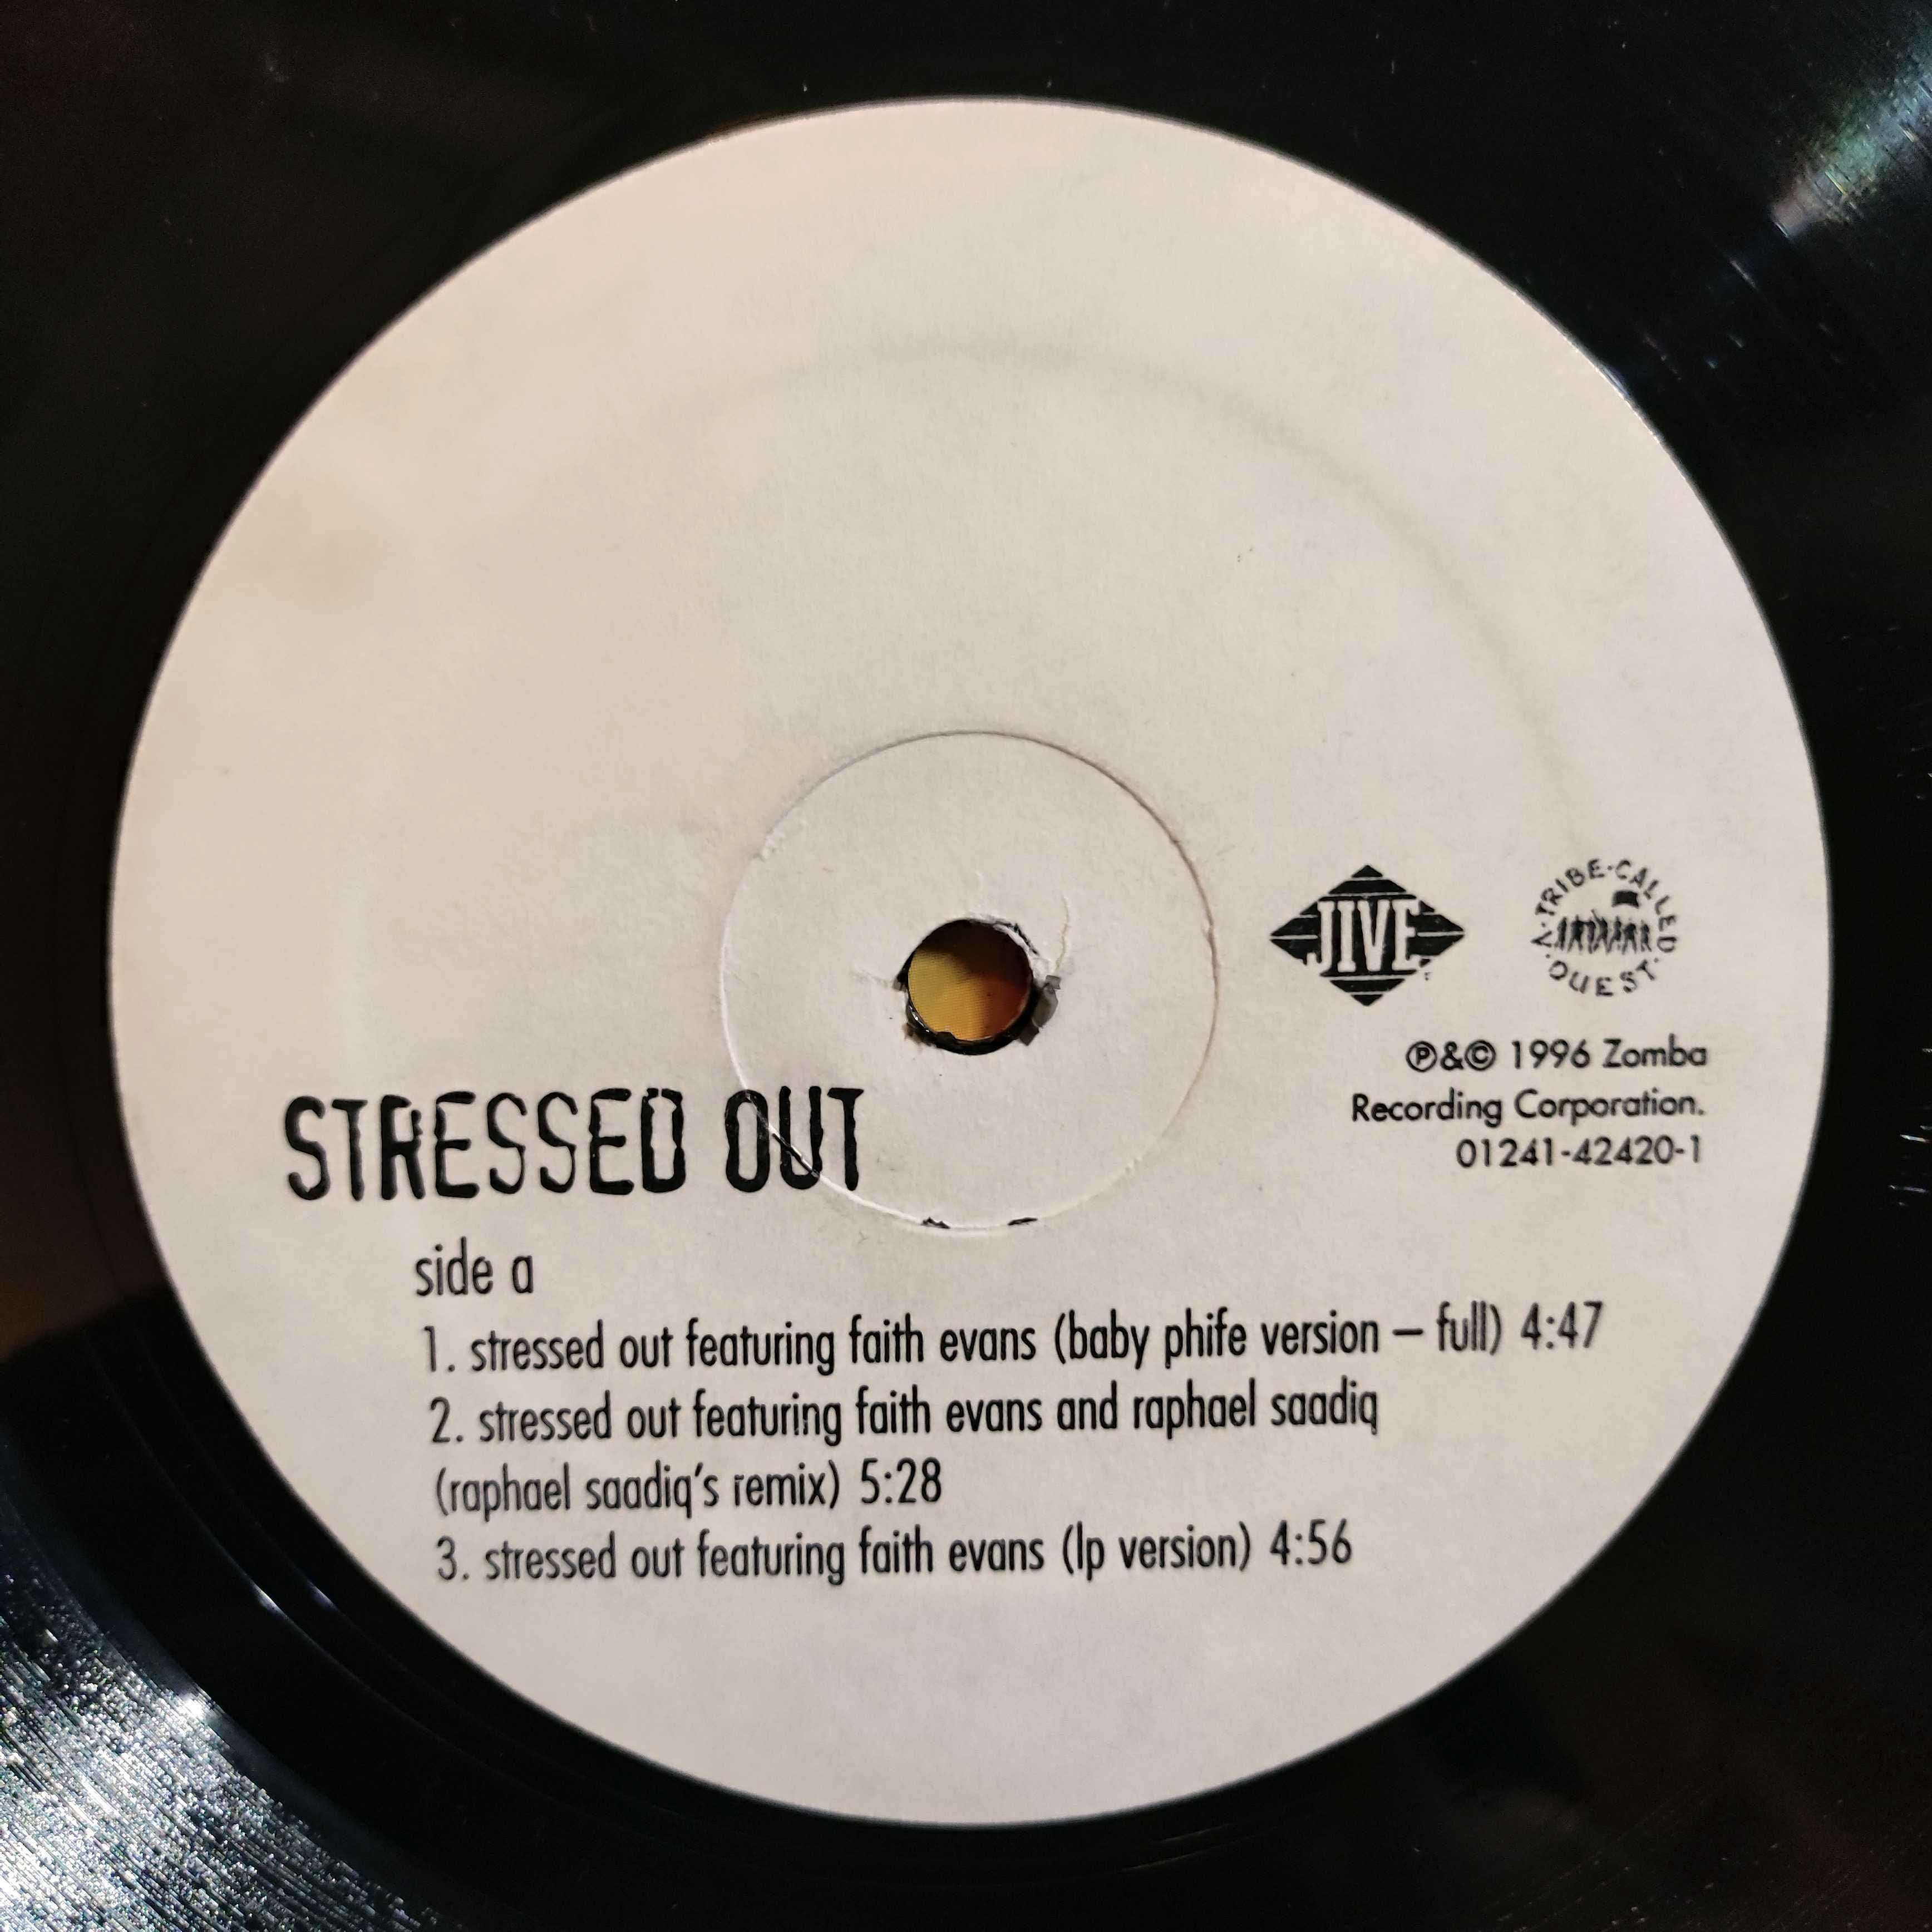 JIVE
A·TRIBE·CALLED·QUEST·
℗&© 1996 Zomba
Recording Corporation.
01241-42420-1
STRESSED OUT
side a
1. stressed out featuring faith evans (baby phife version – full) 4:47
2. stressed out featuring faith evans and raphael saadiq
(raphael saadiq's remix) 5:28
3. stressed out featuring faith evans (lp version) 4:56